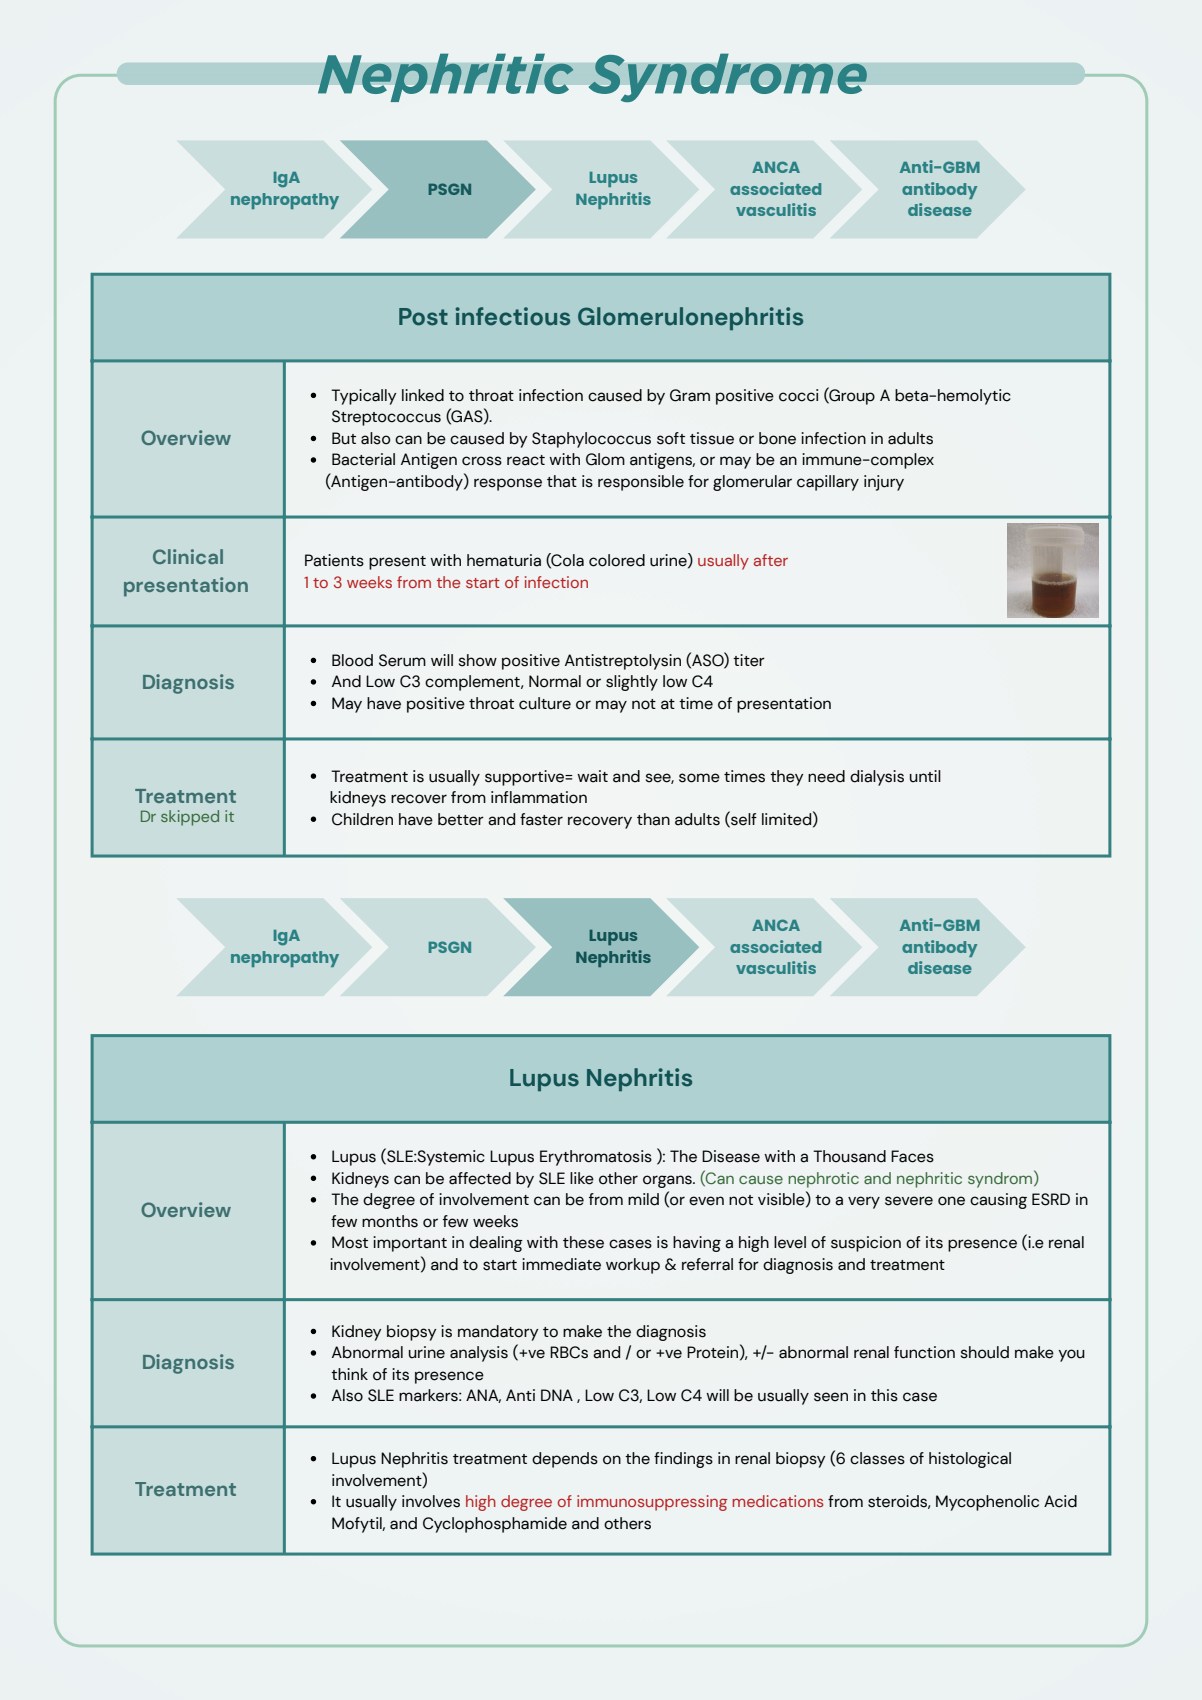 Nephritic Syndrome
IgA
nephropathy
PSGN
Lupus
Nephritis
ANCA
associated
vasculitis
Anti-GBM
antibody
disease
Post infectious Glomerulonephritis
Overview
• Typically linked to throat infection caused by Gram positive cocci (Group A beta-hemolytic
Streptococcus (GAS).
• But also can be caused by Staphylococcus soft tissue or bone infection in adults
• Bacterial Antigen cross react with Glom antigens, or may be an immune-complex
(Antigen-antibody) response that is responsible for glomerular capillary injury
Clinical
presentation
Patients present with hematuria (Cola colored urine) usually after
1 to 3 weeks from the start of infection
Diagnosis
• Blood Serum will show positive Antistreptolysin (ASO) titer
• And Low C3 complement, Normal or slightly low C4
• May have positive throat culture or may not at time of presentation
Treatment
Dr skipped it
• Treatment is usually supportive= wait and see, some times they need dialysis until
kidneys recover from inflammation
• Children have better and faster recovery than adults (self limited)
IgA
nephropathy
PSGN
Lupus
Nephritis
ANCA
associated
vasculitis
Anti-GBM
antibody
disease
Lupus Nephritis
Overview
• Lupus (SLE:Systemic Lupus Erythromatosis ): The Disease with a Thousand Faces
• Kidneys can be affected by SLE like other organs. (Can cause nephrotic and nephritic syndrom)
• The degree of involvement can be from mild (or even not visible) to a very severe one causing ESRD in
few months or few weeks
• Most important in dealing with these cases is having a high level of suspicion of its presence (i.e renal
involvement) and to start immediate workup & referral for diagnosis and treatment
Diagnosis
• Kidney biopsy is mandatory to make the diagnosis
• Abnormal urine analysis (+ve RBCs and / or +ve Protein), +/- abnormal renal function should make you
think of its presence
• Also SLE markers: ANA, Anti DNA , Low C3, Low C4 will be usually seen in this case
Treatment
• Lupus Nephritis treatment depends on the findings in renal biopsy (6 classes of histological
involvement)
• It usually involves high degree of immunosuppressing medications from steroids, Mycophenolic Acid
Mofytil, and Cyclophosphamide and others